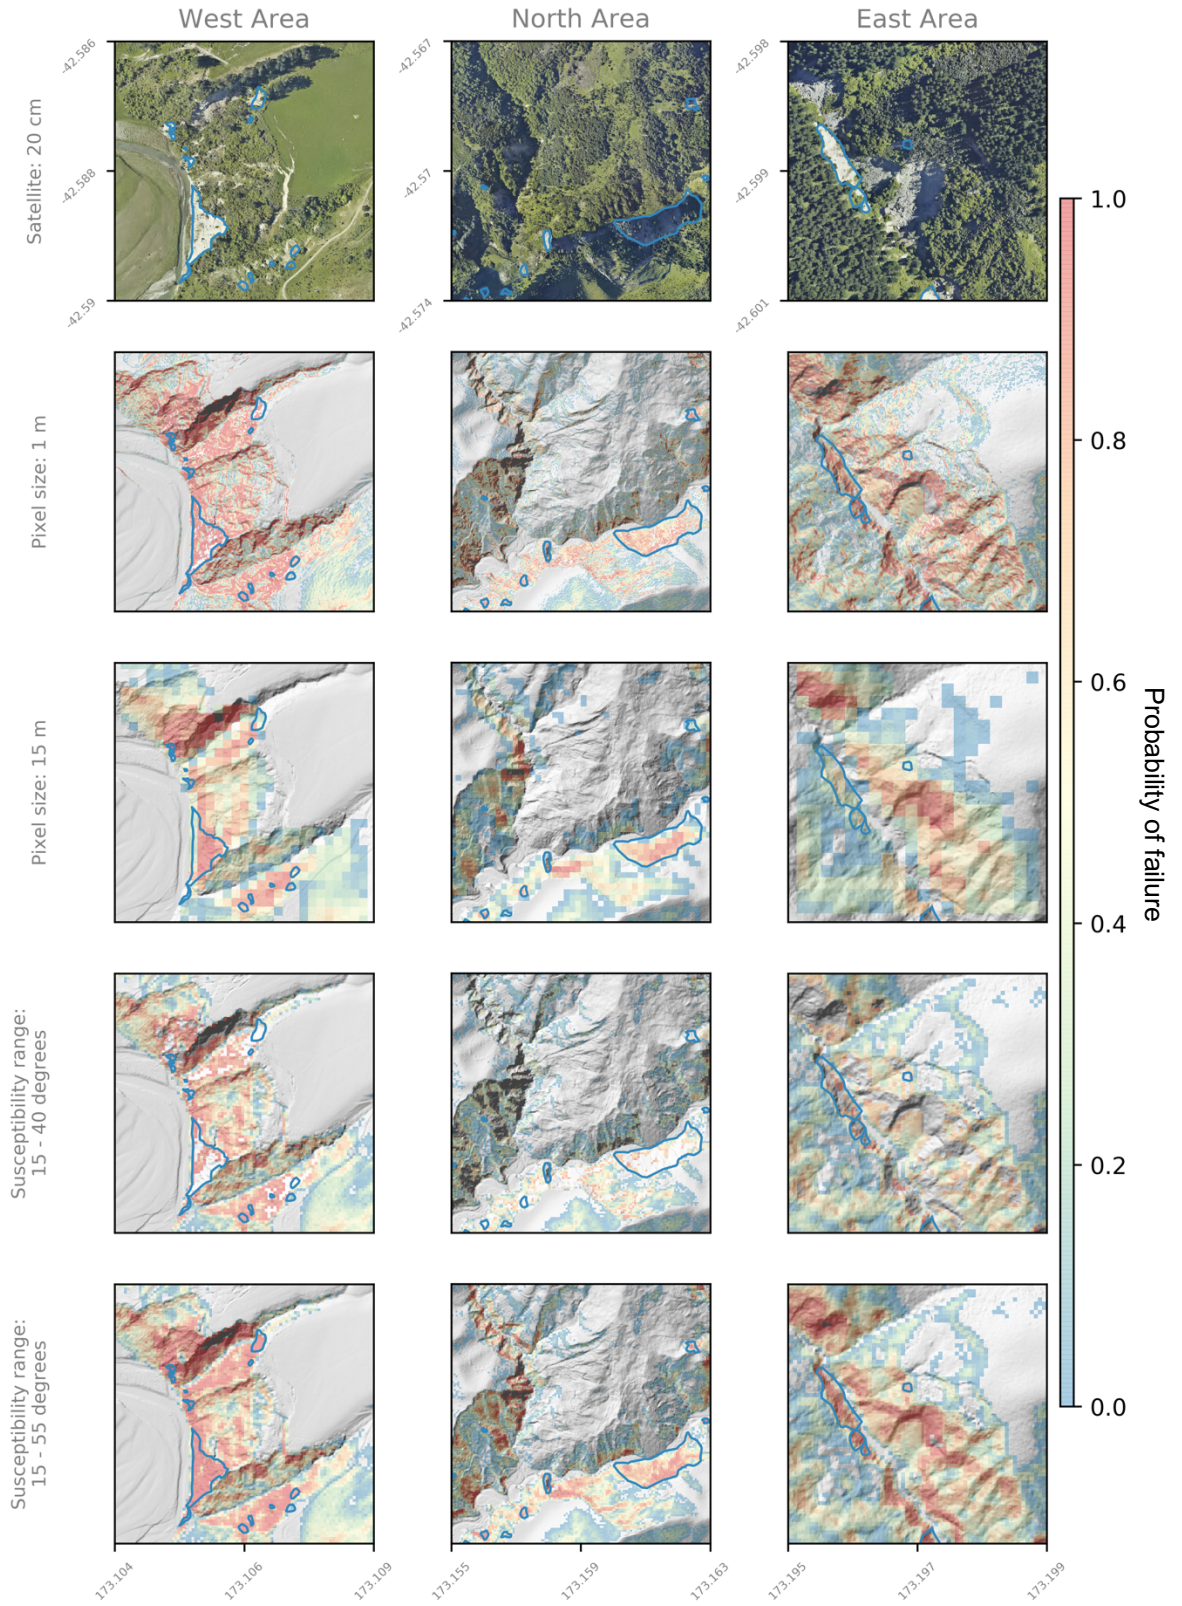 West Area
North Area
East Area
Satellite: 20 cm
-42.586
-42.588
-42.59
-42.567
-42.57
-42.574
-42.598
-42.599
-42.601
Pixel size: 1 m
Pixel size: 15 m
Susceptibility range:
15 - 40 degrees
Susceptibility range:
15 - 55 degrees
1.0
0.8
0.6
0.4
0.2
0.0
Probability of failure
173.104
173.106
173.109
173.155
173.159
173.163
173.195
173.197
173.199